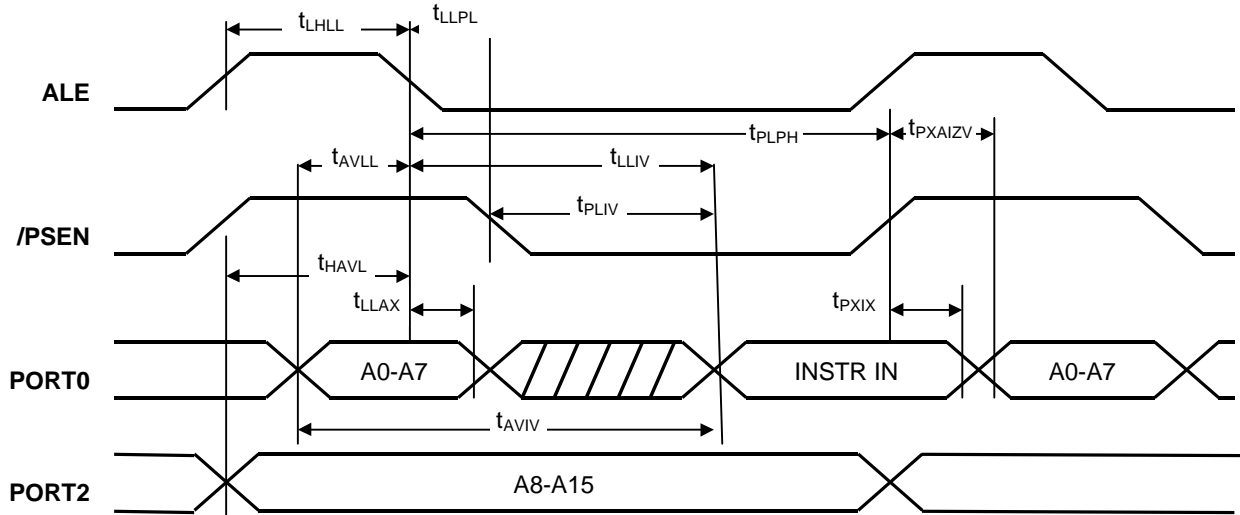 tLHLL
tLLPL
ALE
tPLPH
tPXAIZV
tAVLL
tLLIV
tPLIV
/PSEN
tHAVL
tLLAX
tPXIX
PORT0
A0-A7
INSTR IN
A0-A7
tAVIV
PORT2
A8-A15